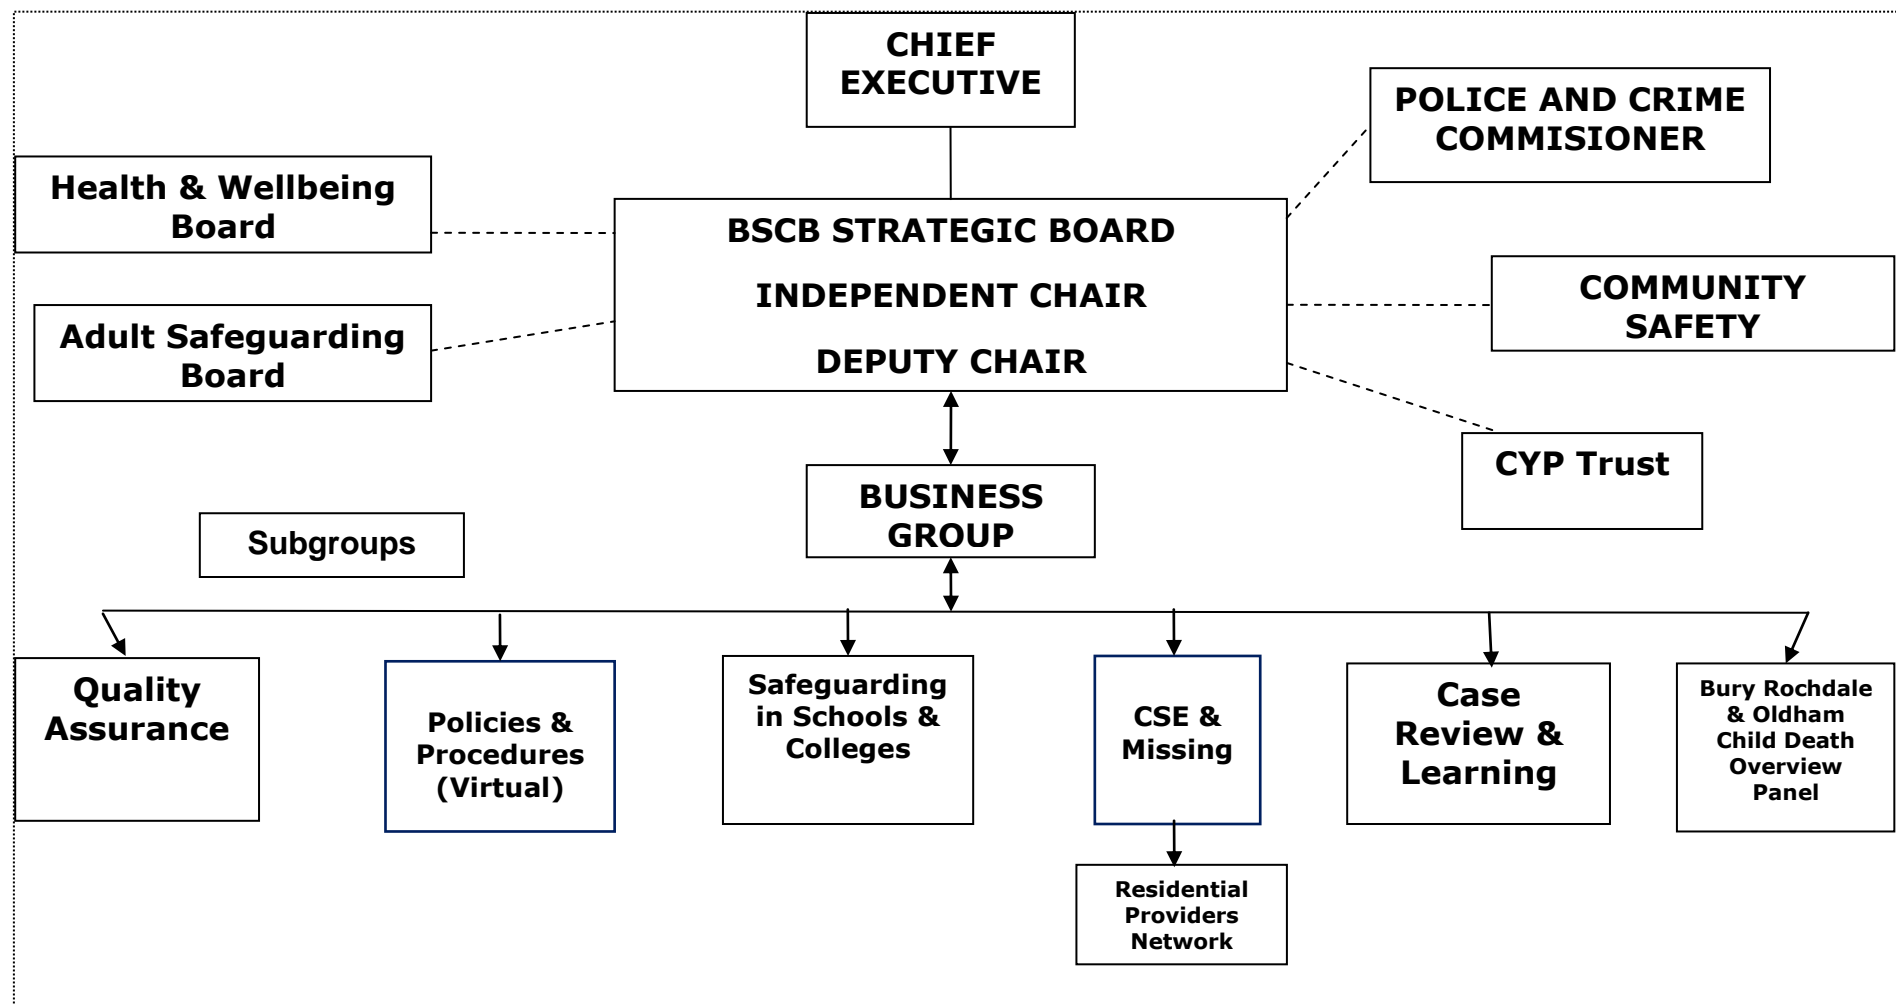 CHIEF
EXECUTIVE
POLICE AND CRIME
COMMISIONER
Health & Wellbeing
Board
BSCB STRATEGIC BOARD
INDEPENDENT CHAIR
DEPUTY CHAIR
COMMUNITY
SAFETY
Adult Safeguarding
Board
CYP Trust
BUSINESS
GROUP
Subgroups
Quality
Assurance
Policies &
Procedures
(Virtual)
Safeguarding
in Schools &
Colleges
CSE &
Missing
Case
Review &
Learning
Bury Rochdale
& Oldham
Child Death
Overview
Panel
Residential
Providers
Network